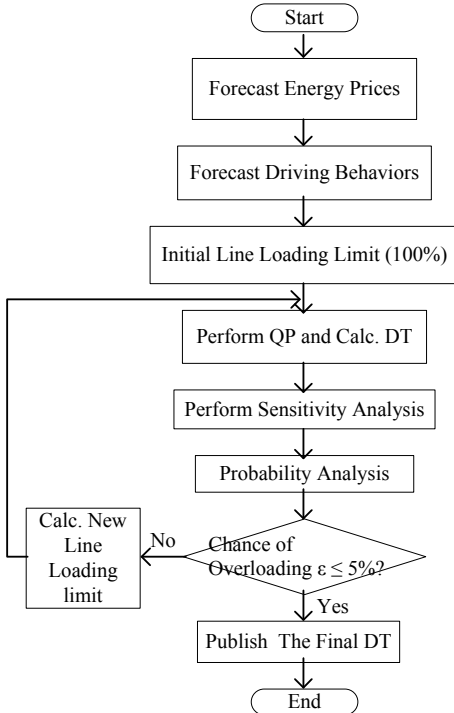 Start
Forecast Energy Prices
Forecast Driving Behaviors
Initial Line Loading Limit (100%)
Perform QP and Calc. DT
Perform Sensitivity Analysis
Probability Analysis
Chance of
Overloading ε ≤ 5%?
No
Calc. New
Line
Loading
limit
Yes
Publish The Final DT
End